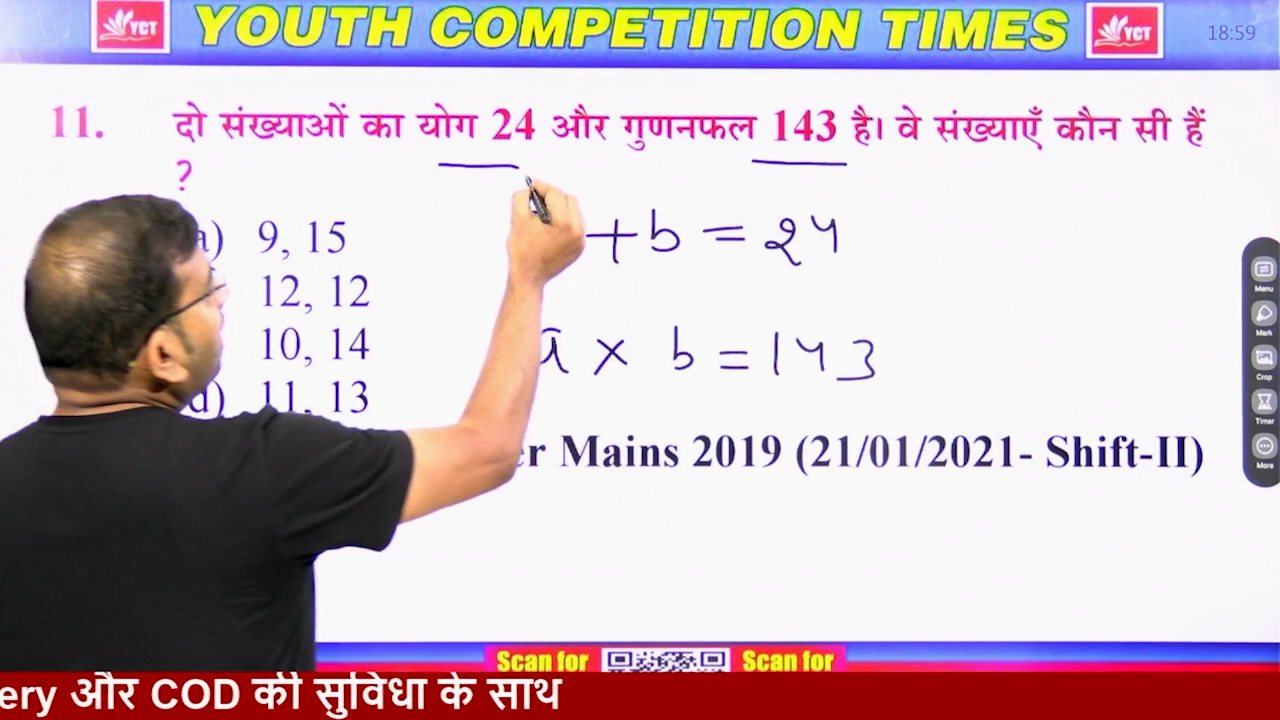 YCT YOUTH COMPETITION TIMES YCT
18:59
11. दो संख्याओं का योग 24 और गुणनफल 143 है। वे संख्याएँ कौन सी हैं
?
a) 9, 15
12, 12
10, 14
d) 11, 13
+b = 24
a × b = 143
Mains 2019 (21/01/2021- Shift-II)
Menu
Mark
Crop
Timer
More
Scan for Scan for
और COD की सुविधा के साथ